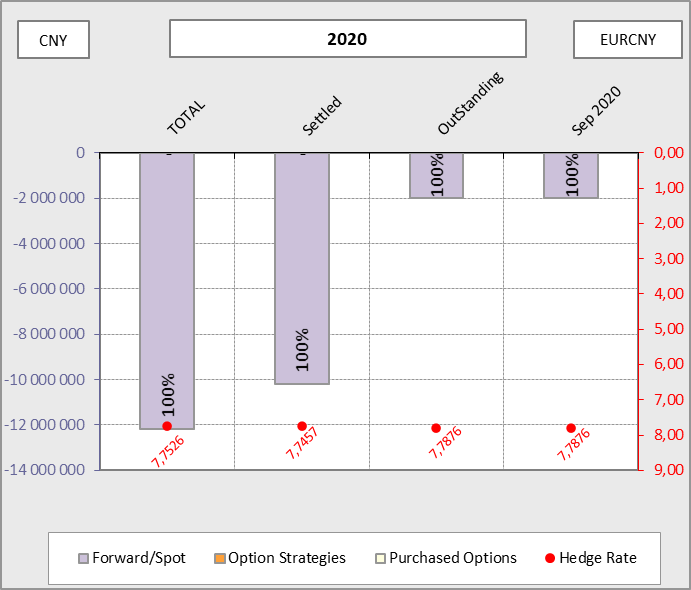 CNY
2020
EURCNY
TOTAL
Settled
OutStanding
Sep 2020
0
-2 000 000
-4 000 000
-6 000 000
-8 000 000
-10 000 000
-12 000 000
-14 000 000
100%
100%
100%
100%
7,7526
7,7457
7,7876
7,7876
0,00
1,00
2,00
3,00
4,00
5,00
6,00
7,00
8,00
9,00
Forward/Spot
Option Strategies
Purchased Options
Hedge Rate